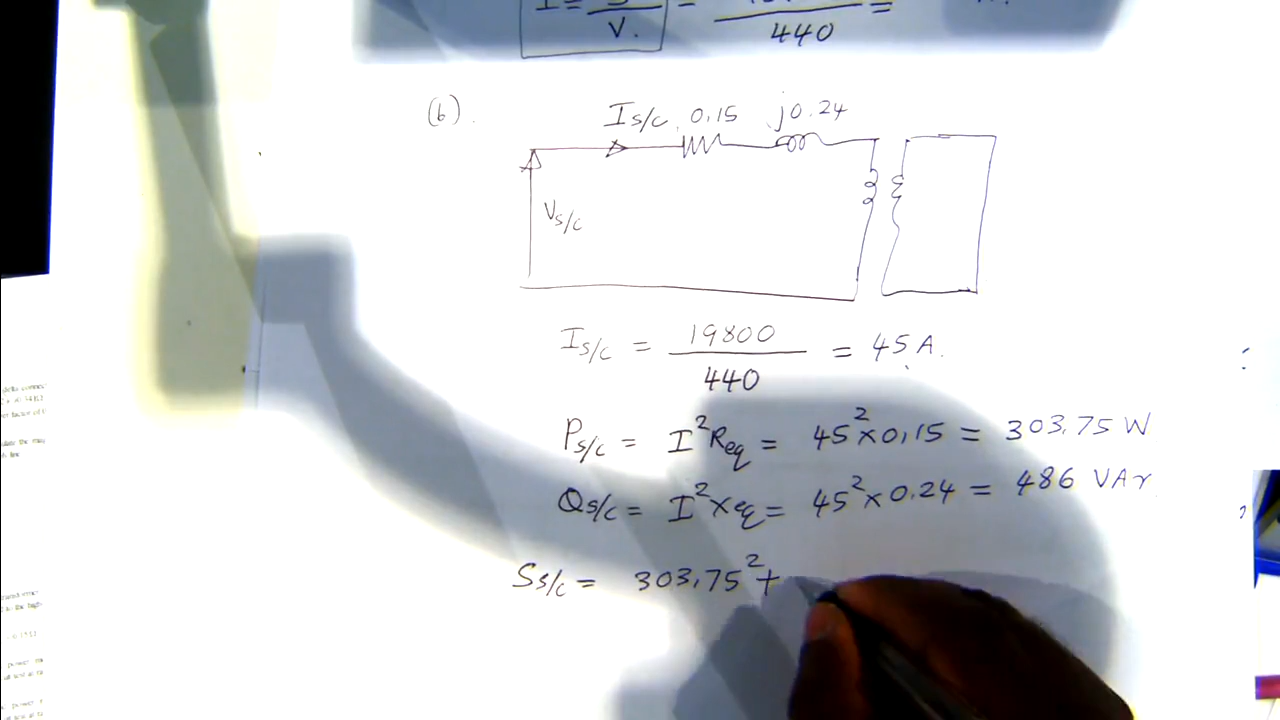 V. 440
(b).
Is/c 0.15 j0.24
Vs/c
Is/c = 19800 / 440 = 45 A.
Ps/c = I²Req = 45² x 0.15 = 303.75 W
Qs/c = I²Xeq = 45² x 0.24 = 486 VAr
Ss/c = 303.75² +